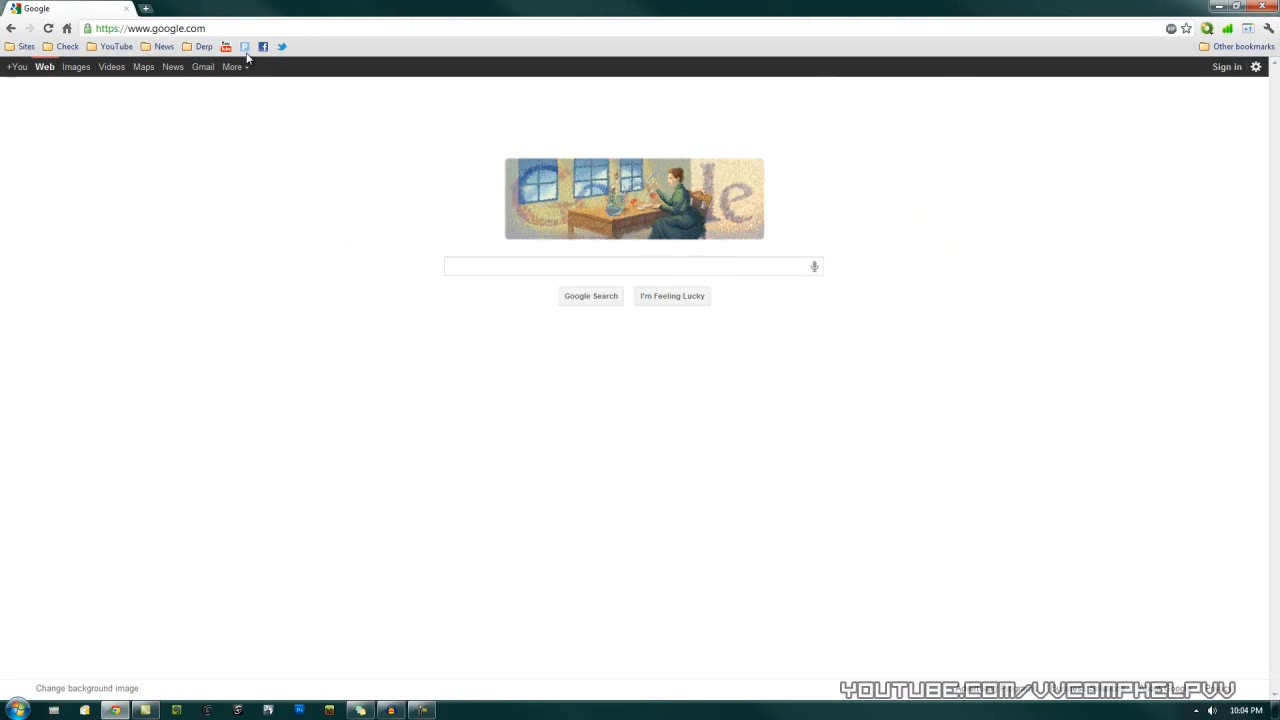 Google
https://www.google.com
Sites Check YouTube News Derp Other bookmarks
+You Web Images Videos Maps News Gmail More Sign in
Google Search I'm Feeling Lucky
Change background image
YOUTUBE.COM/VVCOMPHELPVV
10:04 PM